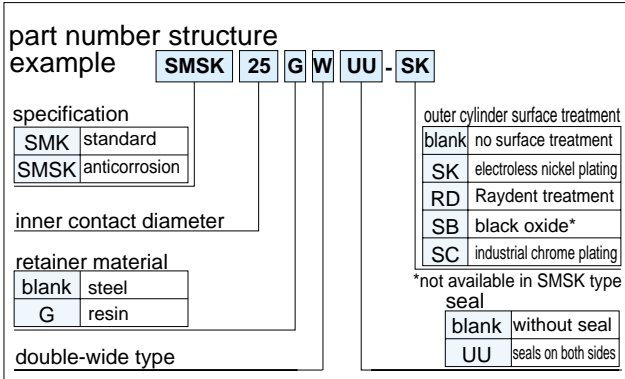 part number structure
example SMSK 25 G W UU - SK
specification
SMK standard
SMSK anticorrosion
inner contact diameter
retainer material
blank steel
G resin
double-wide type
outer cylinder surface treatment
blank no surface treatment
SK electroless nickel plating
RD Raydent treatment
SB black oxide*
SC industrial chrome plating
*not available in SMSK type
seal
blank without seal
UU seals on both sides